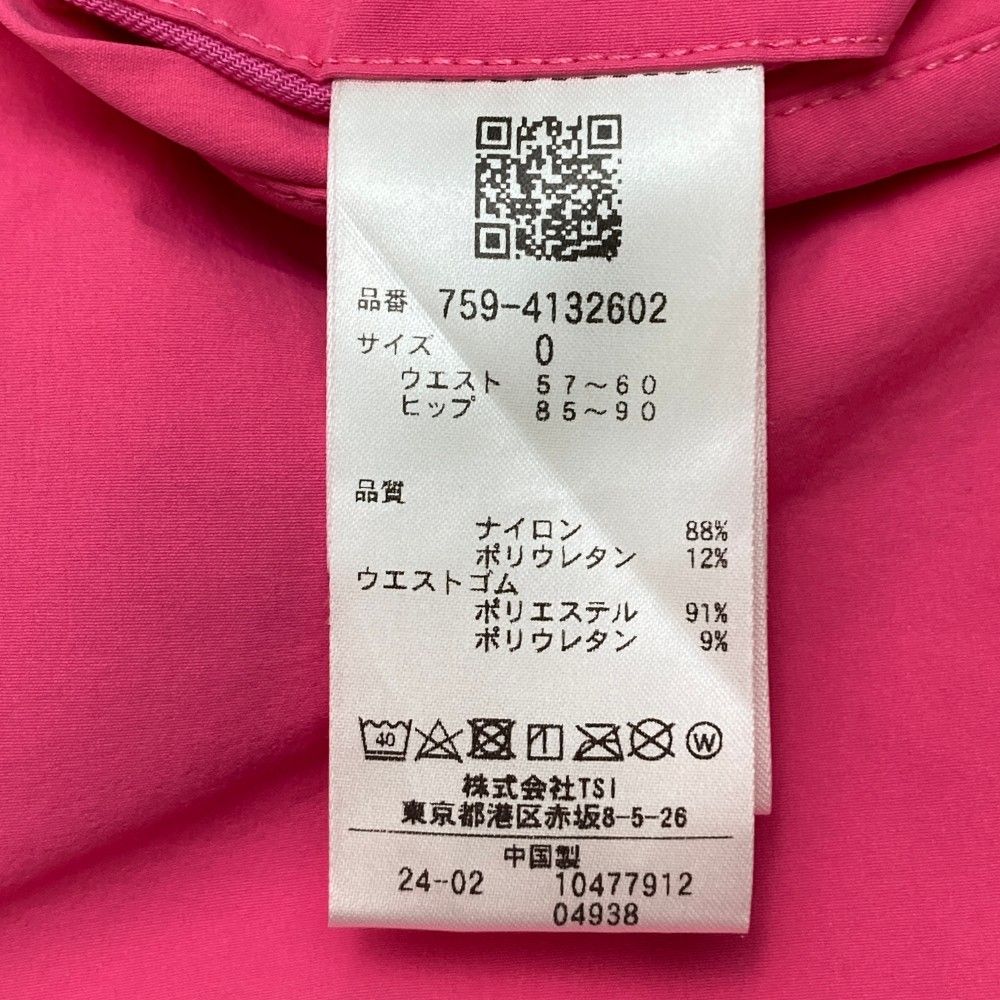 品番 759-4132602
サイズ 0
ウエスト 57～60
ヒップ 85～90
品質
ナイロン 88%
ポリウレタン 12%
ウエストゴム
ポリエステル 91%
ポリウレタン 9%
40 W
株式会社TSI
東京都港区赤坂8-5-26
中国製
24-02 10477912
04938